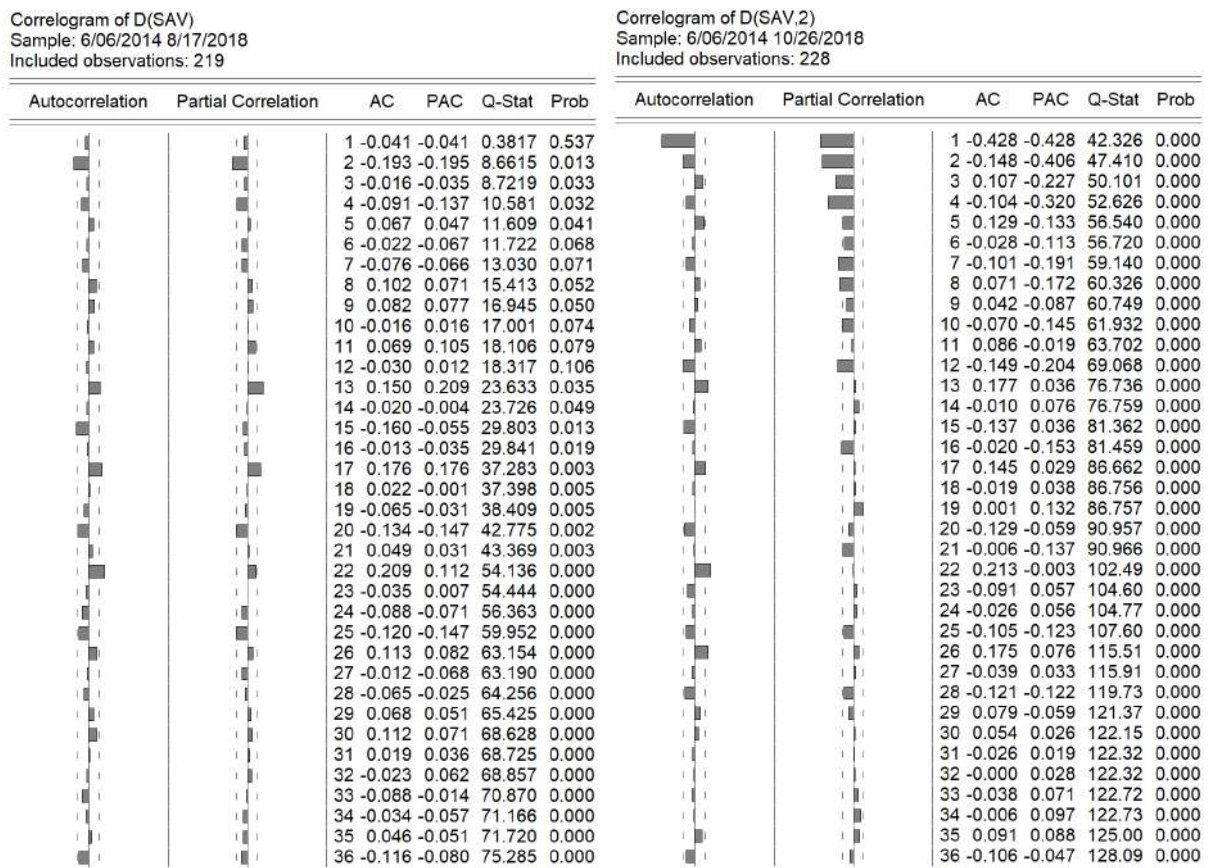 Correlogram of D(SAV)
Sample: 6/06/2014 8/17/2018
Included observations: 219
Autocorrelation Partial Correlation AC PAC Q-Stat Prob
1 -0.041 -0.041 0.3817 0.537
2 -0.193 -0.195 8.6615 0.013
3 -0.016 -0.035 8.7219 0.033
4 -0.091 -0.137 10.581 0.032
5 0.067 0.047 11.609 0.041
6 -0.022 -0.067 11.722 0.068
7 -0.076 -0.066 13.030 0.071
8 0.102 0.071 15.413 0.052
9 0.082 0.077 16.945 0.050
10 -0.016 0.016 17.001 0.074
11 0.069 0.105 18.106 0.079
12 -0.030 0.012 18.317 0.106
13 0.150 0.209 23.633 0.035
14 -0.020 -0.004 23.726 0.049
15 -0.160 -0.055 29.803 0.013
16 -0.013 -0.035 29.841 0.019
17 0.176 0.176 37.283 0.003
18 0.022 -0.001 37.398 0.005
19 -0.065 -0.031 38.409 0.005
20 -0.134 -0.147 42.775 0.002
21 0.049 0.031 43.369 0.003
22 0.209 0.112 54.136 0.000
23 -0.035 0.007 54.444 0.000
24 -0.088 -0.071 56.363 0.000
25 -0.120 -0.147 59.952 0.000
26 0.113 0.082 63.154 0.000
27 -0.012 -0.068 63.190 0.000
28 -0.065 -0.025 64.256 0.000
29 0.068 0.051 65.425 0.000
30 0.112 0.071 68.628 0.000
31 0.019 0.036 68.725 0.000
32 -0.023 0.062 68.857 0.000
33 -0.088 -0.014 70.870 0.000
34 -0.034 -0.057 71.166 0.000
35 0.046 -0.051 71.720 0.000
36 -0.116 -0.080 75.285 0.000
Correlogram of D(SAV,2)
Sample: 6/06/2014 10/26/2018
Included observations: 228
Autocorrelation Partial Correlation AC PAC Q-Stat Prob
1 -0.428 -0.428 42.326 0.000
2 -0.148 -0.406 47.410 0.000
3 0.107 -0.227 50.101 0.000
4 -0.104 -0.320 52.626 0.000
5 0.129 -0.133 56.540 0.000
6 -0.028 -0.113 56.720 0.000
7 -0.101 -0.191 59.140 0.000
8 0.071 -0.172 60.326 0.000
9 0.042 -0.087 60.749 0.000
10 -0.070 -0.145 61.932 0.000
11 0.086 -0.019 63.702 0.000
12 -0.149 -0.204 69.068 0.000
13 0.177 0.036 76.736 0.000
14 -0.010 0.076 76.759 0.000
15 -0.137 0.036 81.362 0.000
16 -0.020 -0.153 81.459 0.000
17 0.145 0.029 86.662 0.000
18 -0.019 0.038 86.756 0.000
19 0.001 0.132 86.757 0.000
20 -0.129 -0.059 90.957 0.000
21 -0.006 -0.137 90.966 0.000
22 0.213 -0.003 102.49 0.000
23 -0.091 0.057 104.60 0.000
24 -0.026 0.056 104.77 0.000
25 -0.105 -0.123 107.60 0.000
26 0.175 0.076 115.51 0.000
27 -0.039 0.033 115.91 0.000
28 -0.121 -0.122 119.73 0.000
29 0.079 -0.059 121.37 0.000
30 0.054 0.026 122.15 0.000
31 -0.026 0.019 122.32 0.000
32 -0.000 0.028 122.32 0.000
33 -0.038 0.071 122.72 0.000
34 -0.006 0.097 122.73 0.000
35 0.091 0.088 125.00 0.000
36 -0.106 -0.047 128.09 0.000